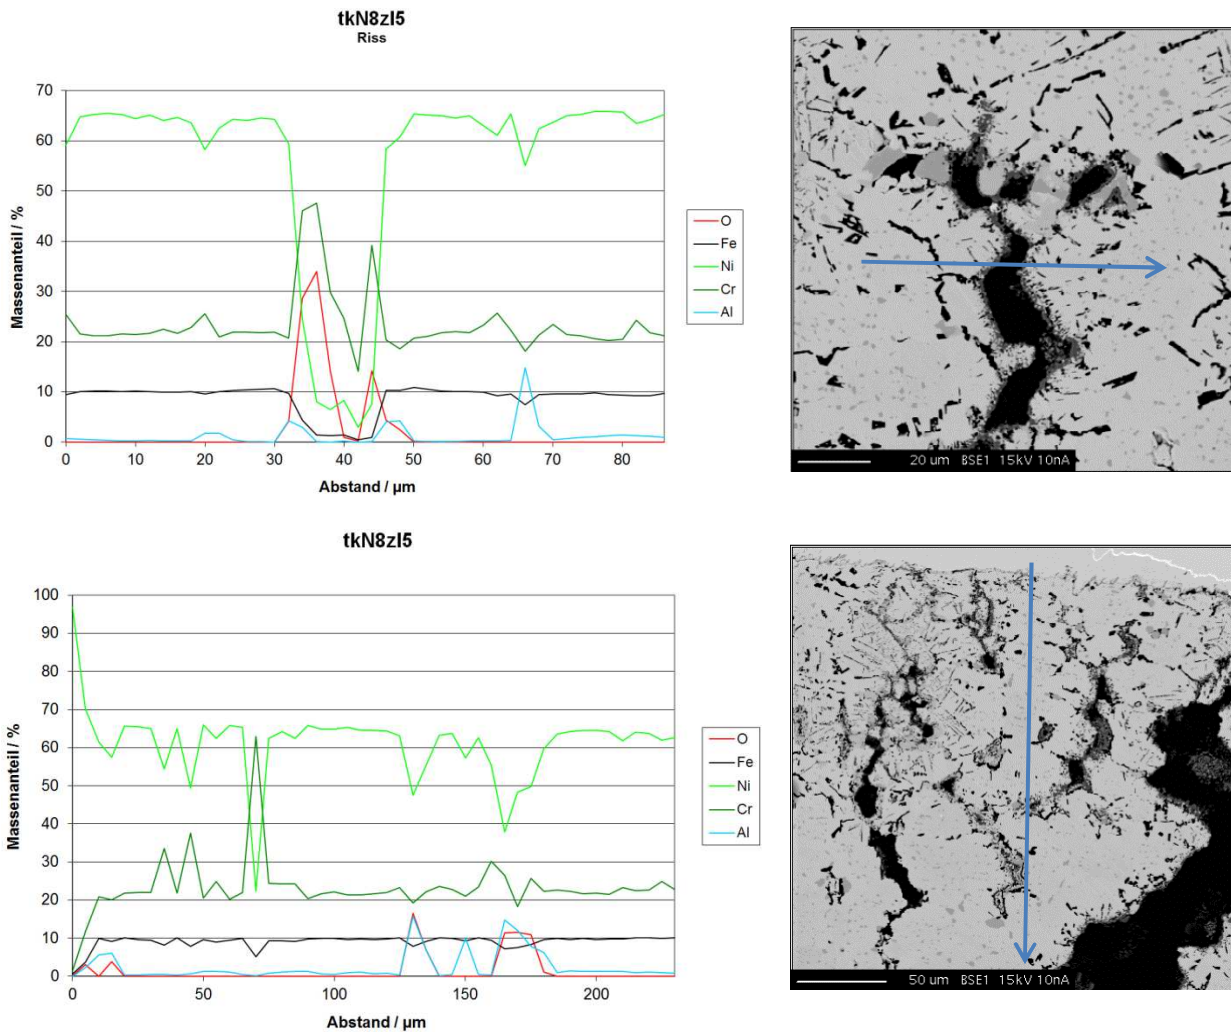 tkN8zI5
Riss
70
60
50
40
30
20
10
0
0 10 20 30 40 50 60 70 80
Massenanteil / %
Abstand / µm
O
Fe
Ni
Cr
Al
20 um BSE1 15kV 10nA
tkN8zI5
100
90
80
70
60
50
40
30
20
10
0
0 50 100 150 200
Massenanteil / %
Abstand / µm
O
Fe
Ni
Cr
Al
50 um BSE1 15kV 10nA